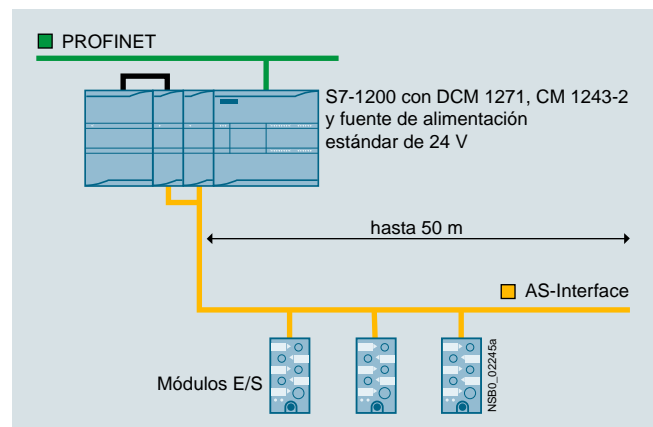 PROFINET
S7-1200 con DCM 1271, CM 1243-2
y fuente de alimentación
estándar de 24 V
hasta 50 m
AS-Interface
Módulos E/S
NSB0_02245a